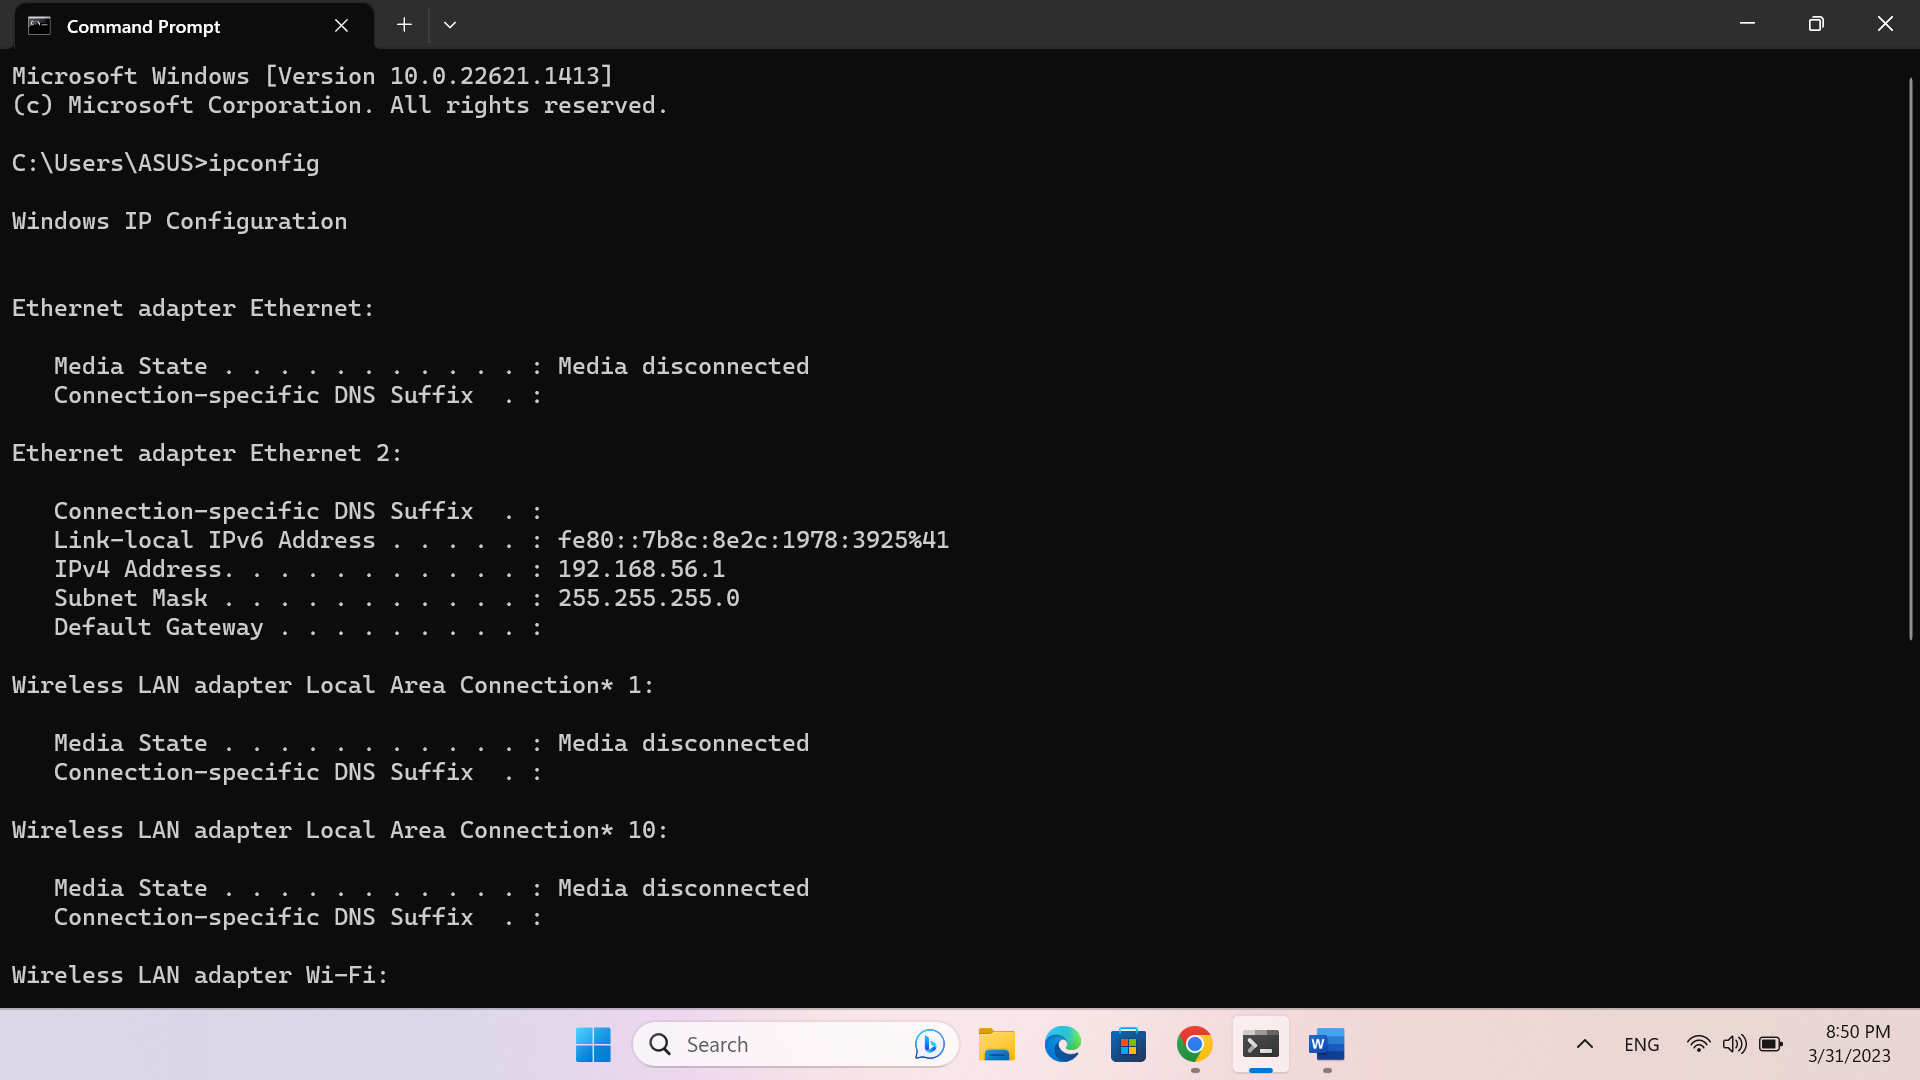 Command Prompt
Microsoft Windows [Version 10.0.22621.1413]
(c) Microsoft Corporation. All rights reserved.
C:\Users\ASUS>ipconfig
Windows IP Configuration
Ethernet adapter Ethernet:
   Media State . . . . . . . . . . . : Media disconnected
   Connection-specific DNS Suffix  . :
Ethernet adapter Ethernet 2:
   Connection-specific DNS Suffix  . :
   Link-local IPv6 Address . . . . . : fe80::7b8c:8e2c:1978:3925%41
   IPv4 Address. . . . . . . . . . . : 192.168.56.1
   Subnet Mask . . . . . . . . . . . : 255.255.255.0
   Default Gateway . . . . . . . . . :
Wireless LAN adapter Local Area Connection* 1:
   Media State . . . . . . . . . . . : Media disconnected
   Connection-specific DNS Suffix  . :
Wireless LAN adapter Local Area Connection* 10:
   Media State . . . . . . . . . . . : Media disconnected
   Connection-specific DNS Suffix  . :
Wireless LAN adapter Wi-Fi:
Search
ENG
8:50 PM
3/31/2023